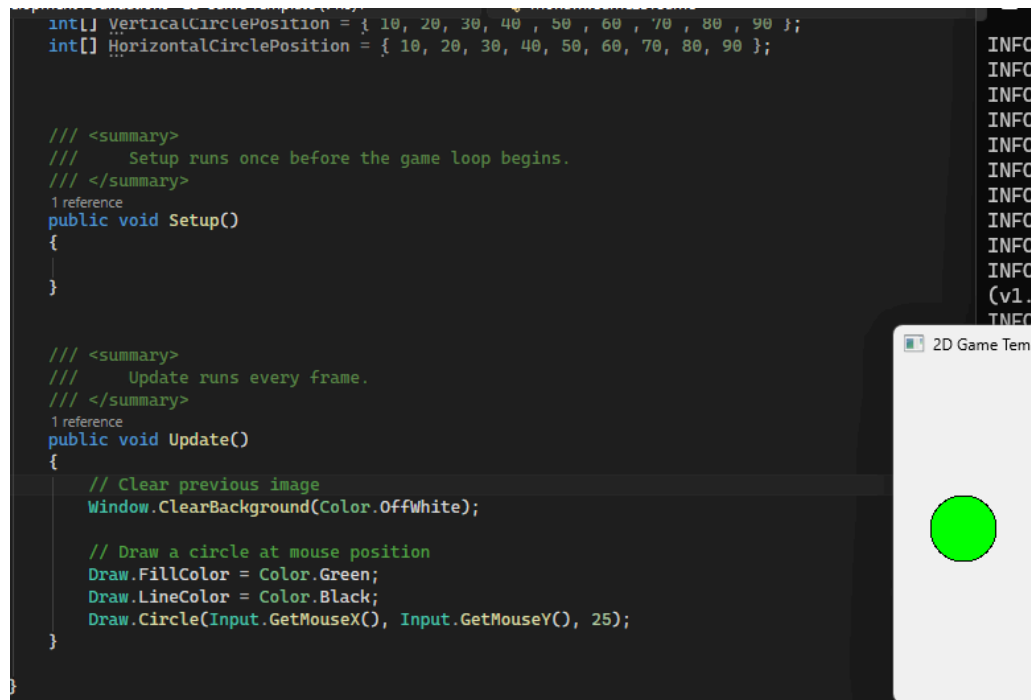 int[] VerticalCirclePosition = { 10, 20, 30, 40 , 50 , 60 , 70 , 80 , 90 };
int[] HorizontalCirclePosition = { 10, 20, 30, 40, 50, 60, 70, 80, 90 };
/// <summary>
///     Setup runs once before the game loop begins.
/// </summary>
1 reference
public void Setup()
{
}
/// <summary>
///     Update runs every frame.
/// </summary>
1 reference
public void Update()
{
// Clear previous image
Window.ClearBackground(Color.OffWhite);
// Draw a circle at mouse position
Draw.FillColor = Color.Green;
Draw.LineColor = Color.Black;
Draw.Circle(Input.GetMouseX(), Input.GetMouseY(), 25);
}
}
INFO
INFO
INFO
INFO
INFO
INFO
INFO
INFO
INFO
INFO
(v1.
INFO
2D Game Tem